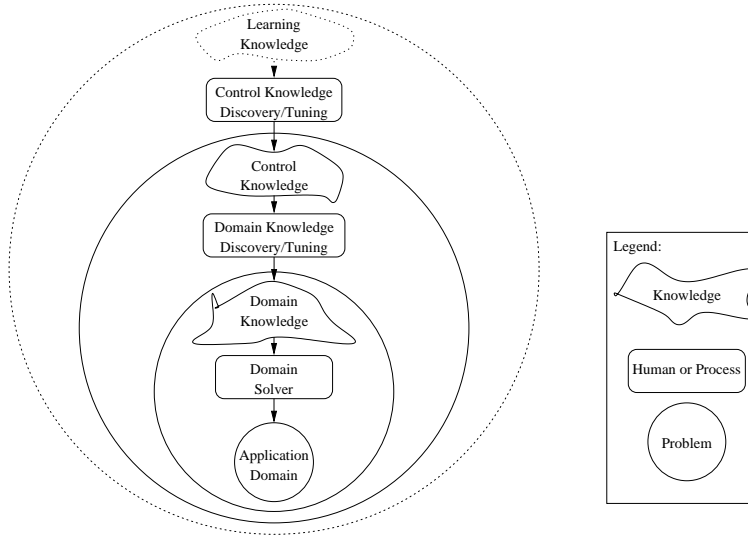 Learning
Knowledge
Control Knowledge
Discovery/Tuning
Control
Knowledge
Domain Knowledge
Discovery/Tuning
Domain
Knowledge
Domain
Solver
Application
Domain
Legend:
Knowledge
Human or Process
Problem